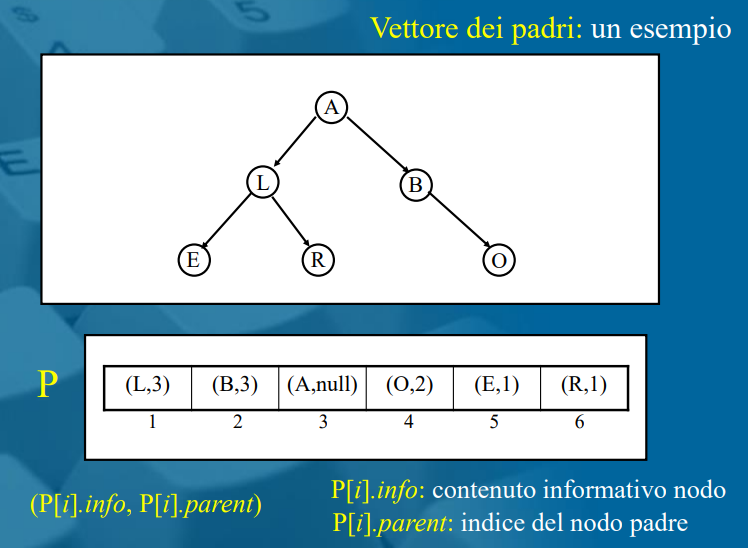 Vettore dei padri: un esempio
A
L
B
E
R
O
P
(L,3) (B,3) (A,null) (O,2) (E,1) (R,1)
1 2 3 4 5 6
(P[i].info, P[i].parent)
P[i].info: contenuto informativo nodo
P[i].parent: indice del nodo padre